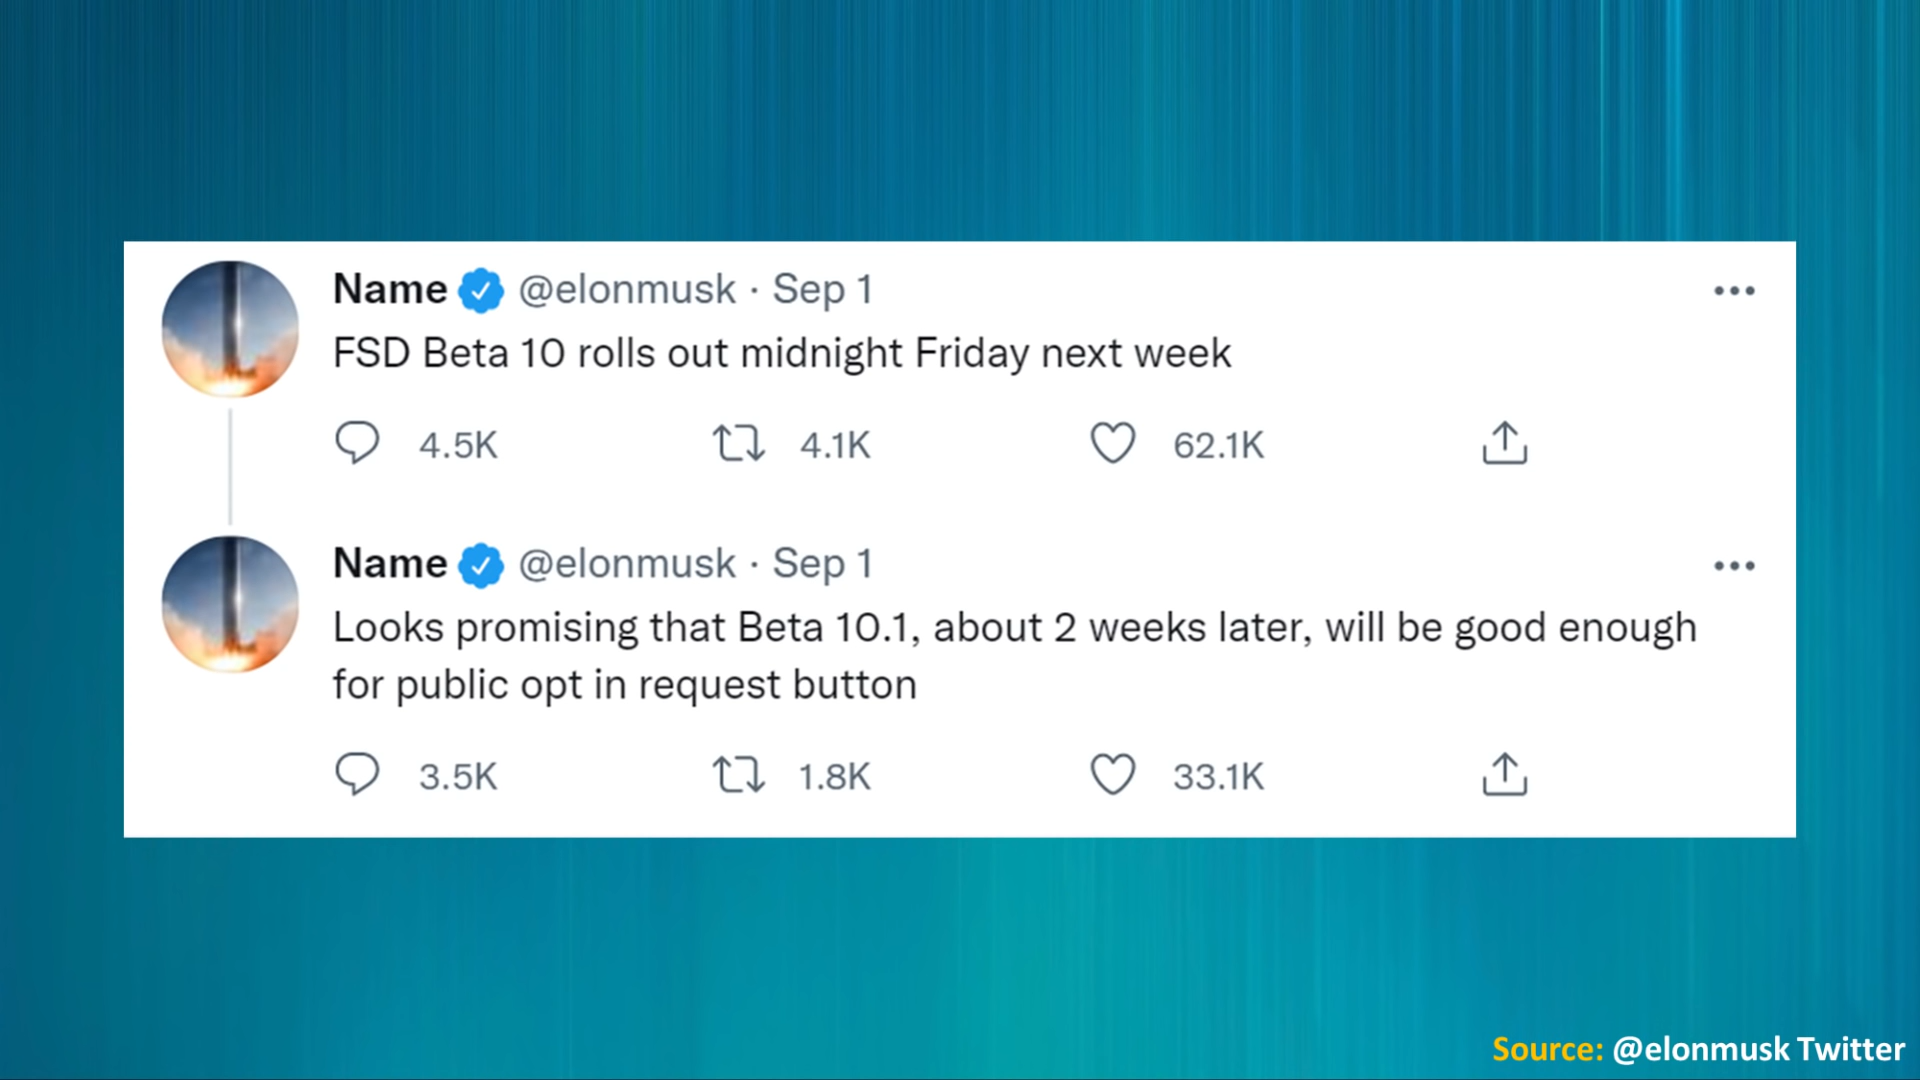 Name @elonmusk · Sep 1
FSD Beta 10 rolls out midnight Friday next week
4.5K 4.1K 62.1K
Name @elonmusk · Sep 1
Looks promising that Beta 10.1, about 2 weeks later, will be good enough
for public opt in request button
3.5K 1.8K 33.1K
Source: @elonmusk Twitter